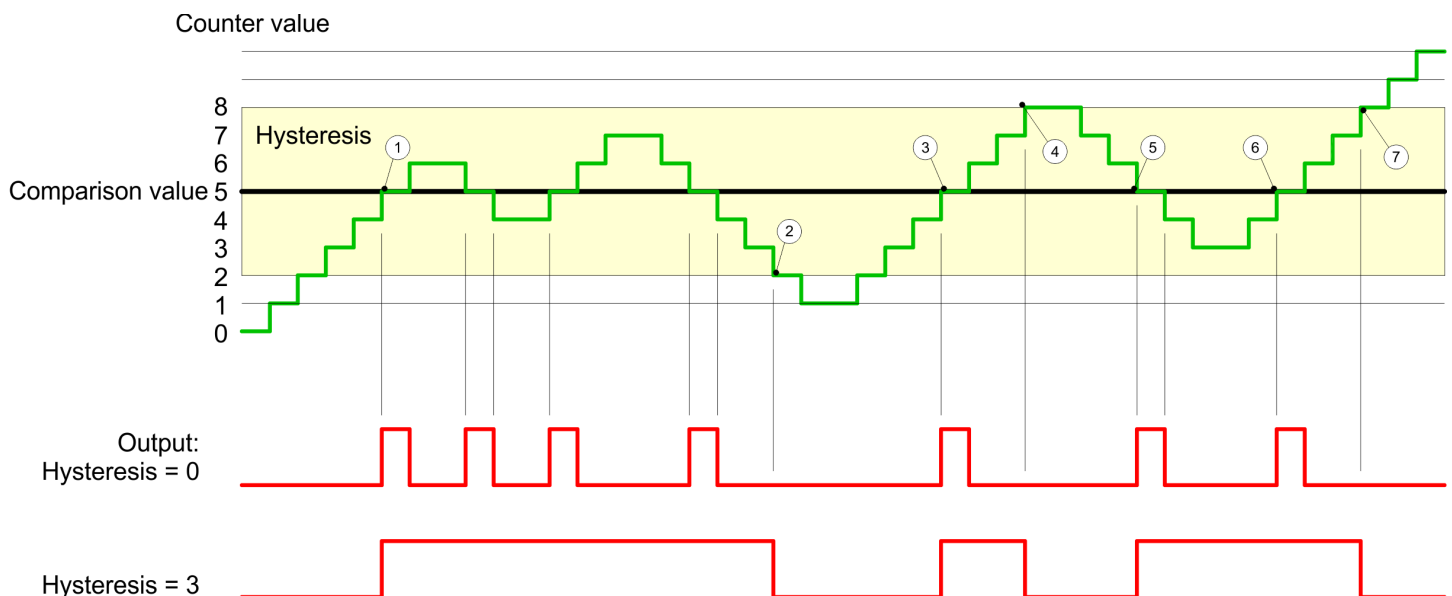 Counter value
8
7
Hysteresis
1
6
3
4
5
6
7
Comparison value 5
4
3
2
2
1
0
Output:
Hysteresis = 0
Hysteresis = 3